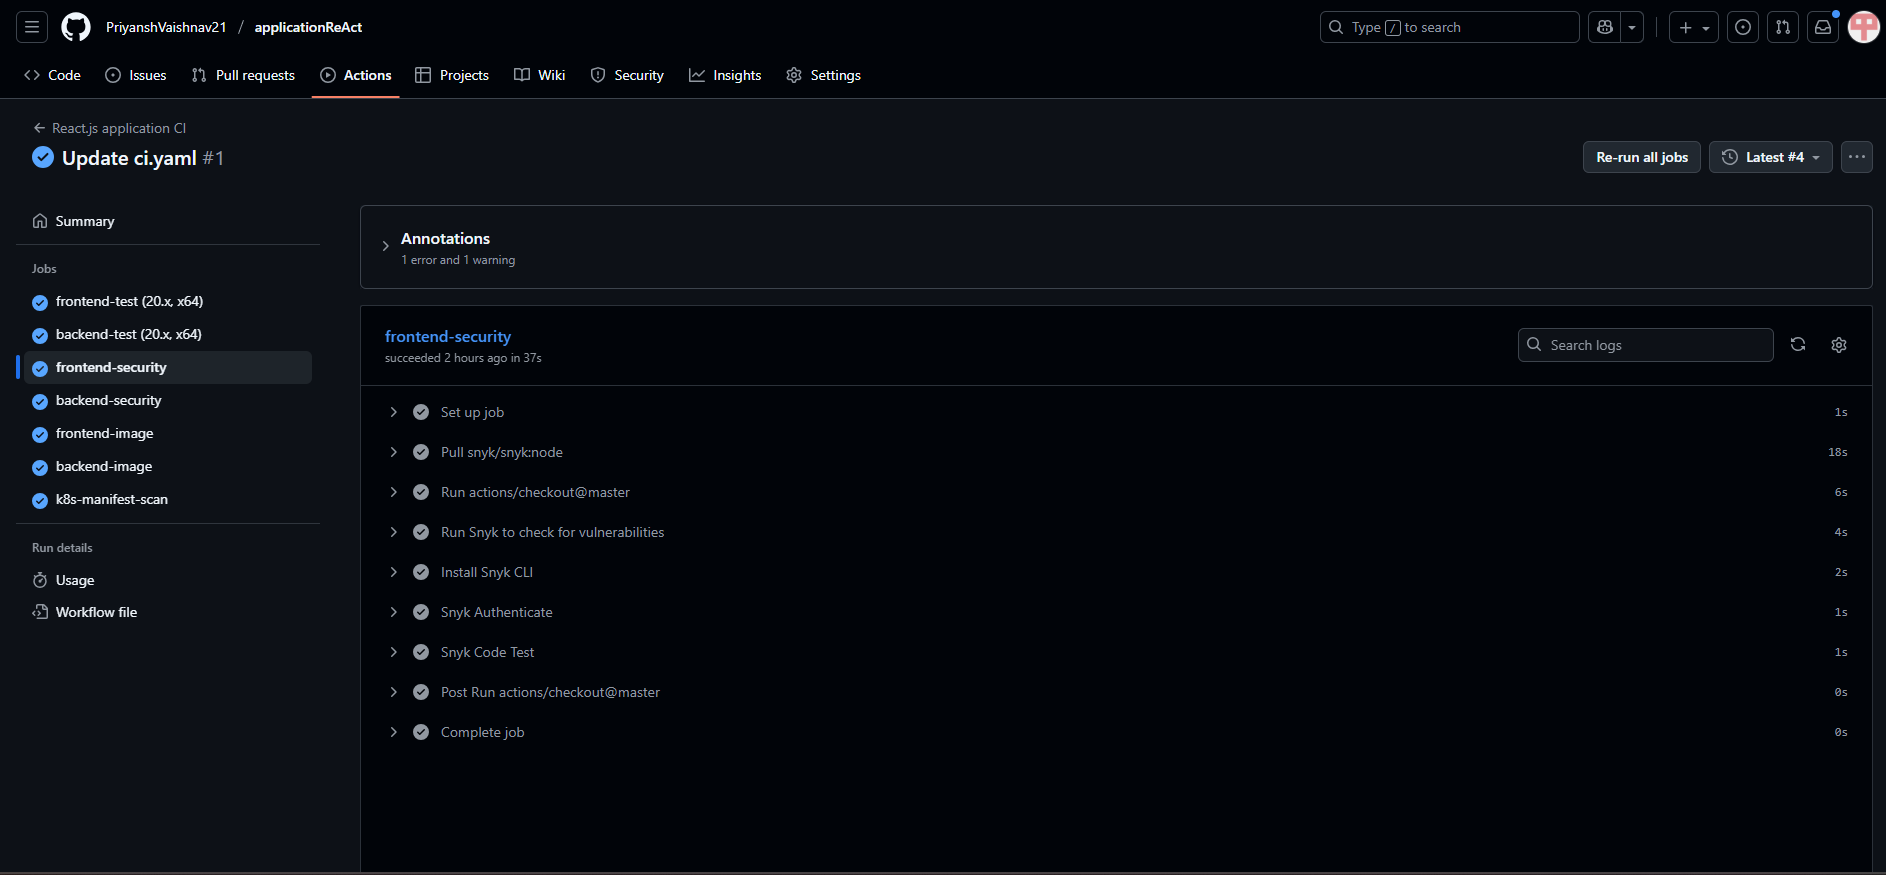 PriyanshVaishnav21 / applicationReAct
Type / to search
Code
Issues
Pull requests
Actions
Projects
Wiki
Security
Insights
Settings
React.js application CI
Update ci.yaml #1
Re-run all jobs
Latest #4
Summary
Jobs
frontend-test (20.x, x64)
backend-test (20.x, x64)
frontend-security
backend-security
frontend-image
backend-image
k8s-manifest-scan
Run details
Usage
Workflow file
Annotations
1 error and 1 warning
frontend-security
succeeded 2 hours ago in 37s
Search logs
Set up job 1s
Pull snyk/snyk:node 18s
Run actions/checkout@master 6s
Run Snyk to check for vulnerabilities 4s
Install Snyk CLI 2s
Snyk Authenticate 1s
Snyk Code Test 1s
Post Run actions/checkout@master 0s
Complete job 0s